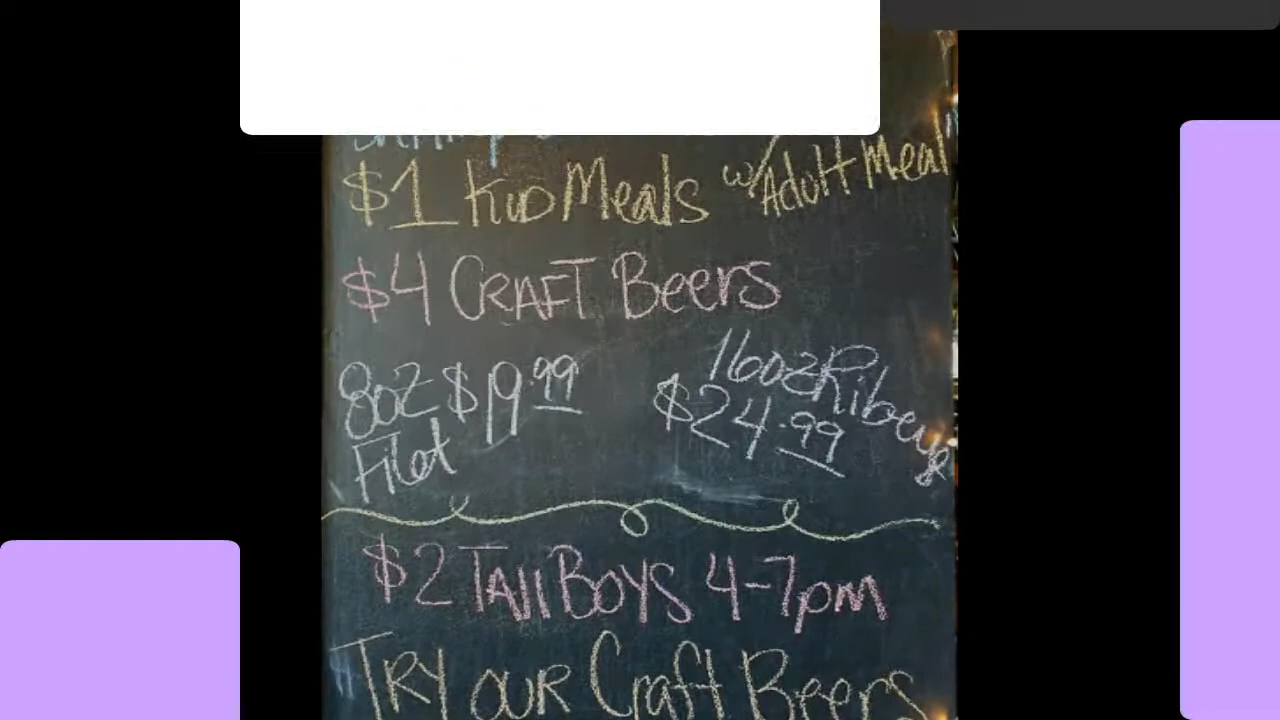 $1 Kid Meals w/Adult Meal
$4 CRAFT Beers
8oz $19.99 Filet
16oz Ribeye
$24.99
$2 Tall Boys 4-7pm
TRY OUR Craft Beers